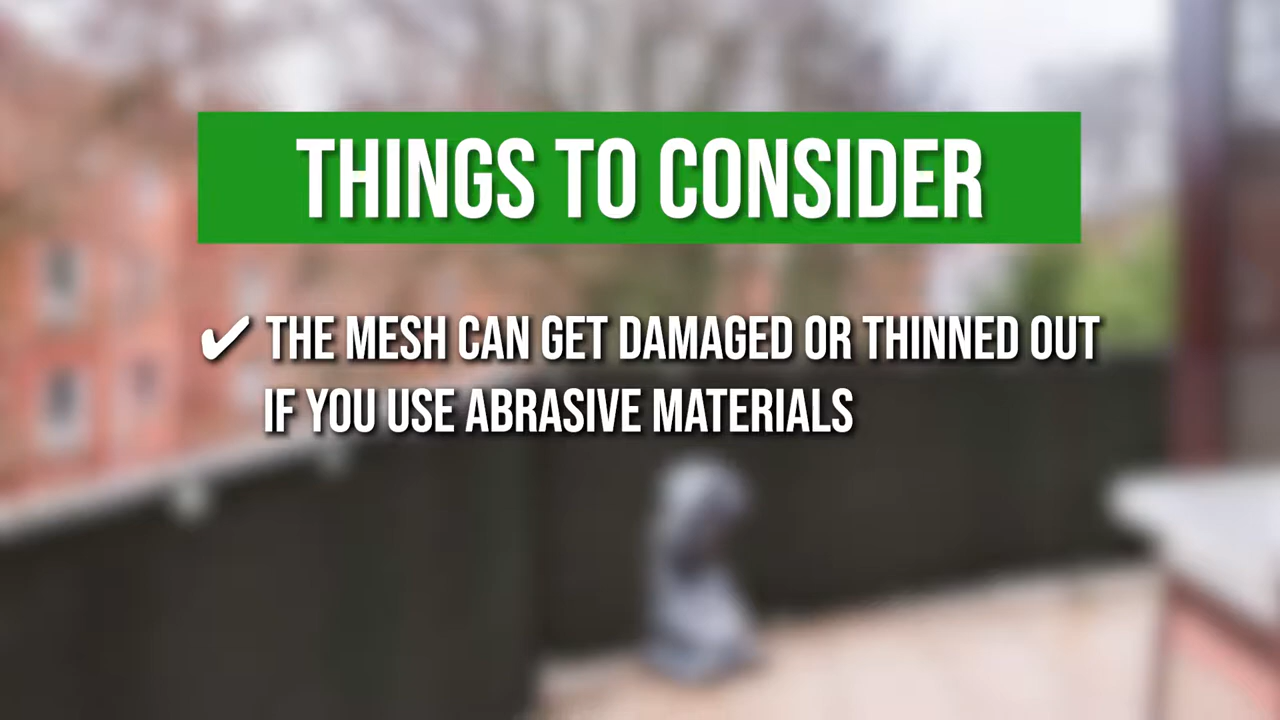 THINGS TO CONSIDER
✔ THE MESH CAN GET DAMAGED OR THINNED OUT
IF YOU USE ABRASIVE MATERIALS